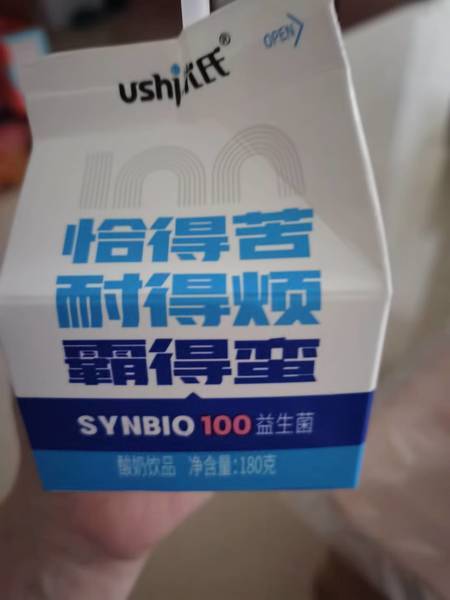 ushi优氏®
OPEN
100
恰得苦
耐得烦
霸得蛮
SYNBIO 100 益生菌
酸奶饮品 净含量:180克